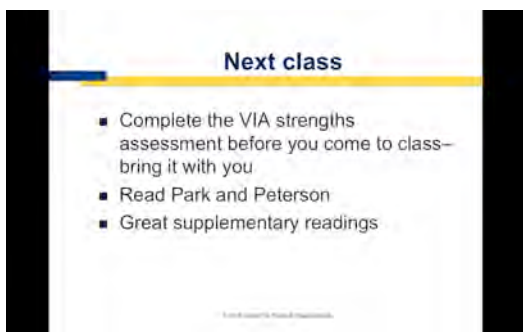 Next class
Complete the VIA strengths
assessment before you come to class–
bring it with you
Read Park and Peterson
Great supplementary readings